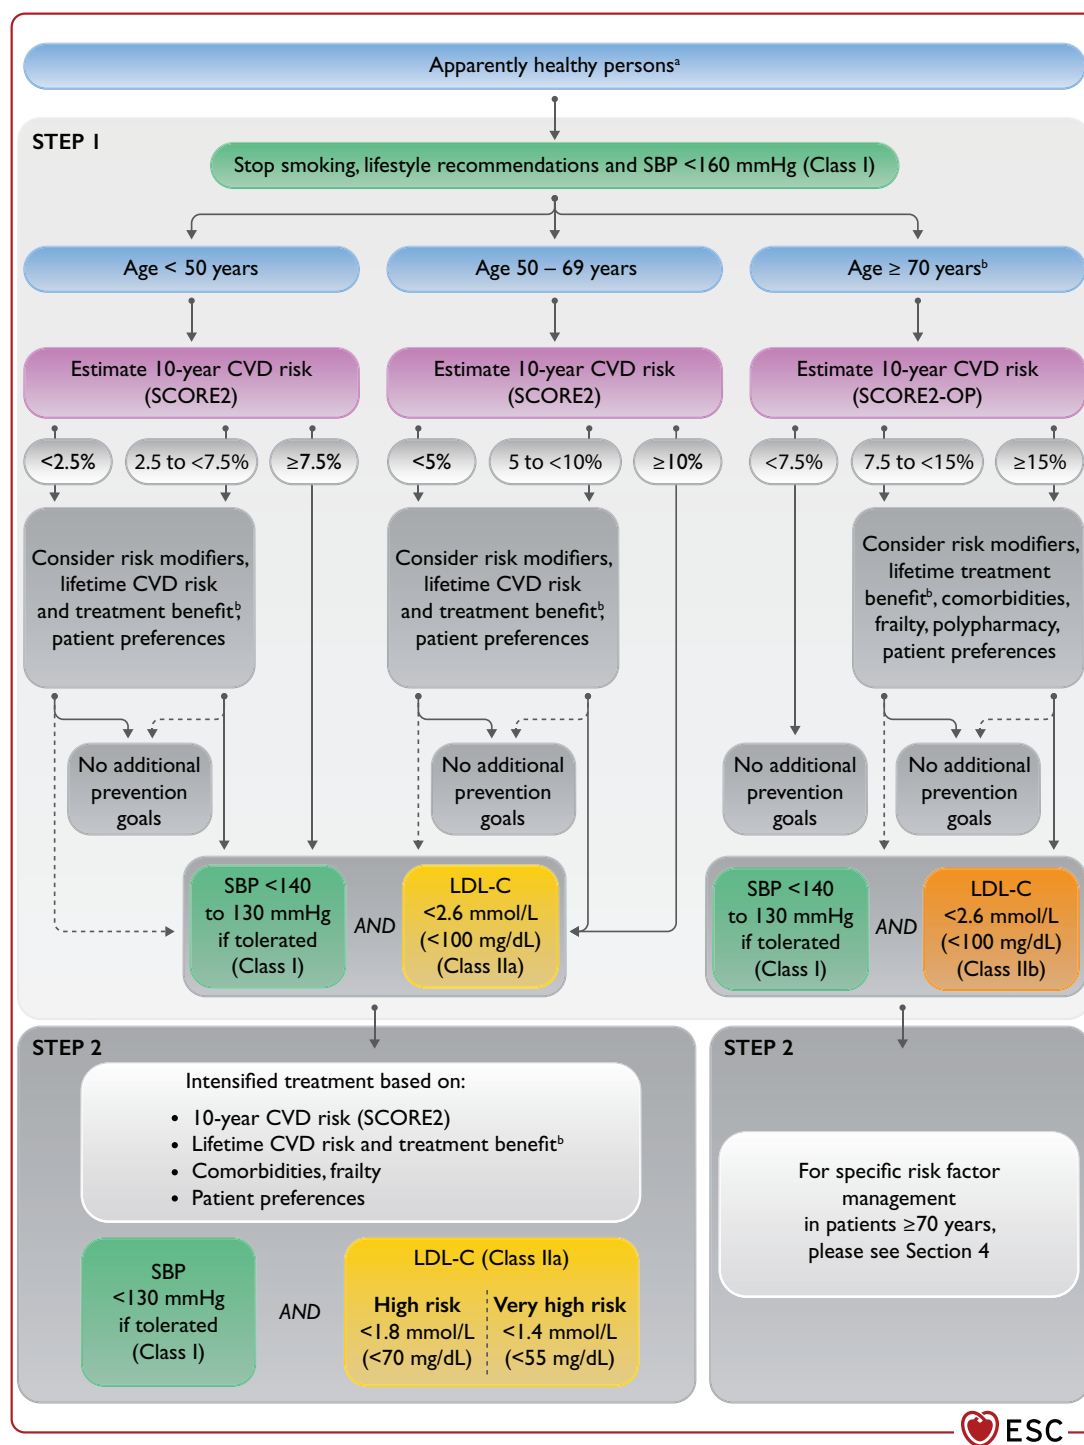 Apparently healthy personsᵃ
STEP 1
Stop smoking, lifestyle recommendations and SBP <160 mmHg (Class I)
Age < 50 years
Age 50 – 69 years
Age ≥ 70 yearsᵇ
Estimate 10-year CVD risk
(SCORE2)
Estimate 10-year CVD risk
(SCORE2)
Estimate 10-year CVD risk
(SCORE2-OP)
<2.5%
2.5 to <7.5%
≥7.5%
<5%
5 to <10%
≥10%
<7.5%
7.5 to <15%
≥15%
Consider risk modifiers,
lifetime CVD risk
and treatment benefitᵇ,
patient preferences
Consider risk modifiers,
lifetime CVD risk
and treatment benefitᵇ,
patient preferences
Consider risk modifiers,
lifetime treatment
benefitᵇ, comorbidities,
frailty, polypharmacy,
patient preferences
No additional
prevention
goals
No additional
prevention
goals
No additional
prevention
goals
No additional
prevention
goals
SBP <140
to 130 mmHg
if tolerated
(Class I)
AND
LDL-C
<2.6 mmol/L
(<100 mg/dL)
(Class IIa)
SBP <140
to 130 mmHg
if tolerated
(Class I)
AND
LDL-C
<2.6 mmol/L
(<100 mg/dL)
(Class IIb)
STEP 2
Intensified treatment based on:
• 10-year CVD risk (SCORE2)
• Lifetime CVD risk and treatment benefitᵇ
• Comorbidities, frailty
• Patient preferences
SBP
<130 mmHg
if tolerated
(Class I)
AND
LDL-C (Class IIa)
High risk
<1.8 mmol/L
(<70 mg/dL)
Very high risk
<1.4 mmol/L
(<55 mg/dL)
STEP 2
For specific risk factor
management
in patients ≥70 years,
please see Section 4
ESC